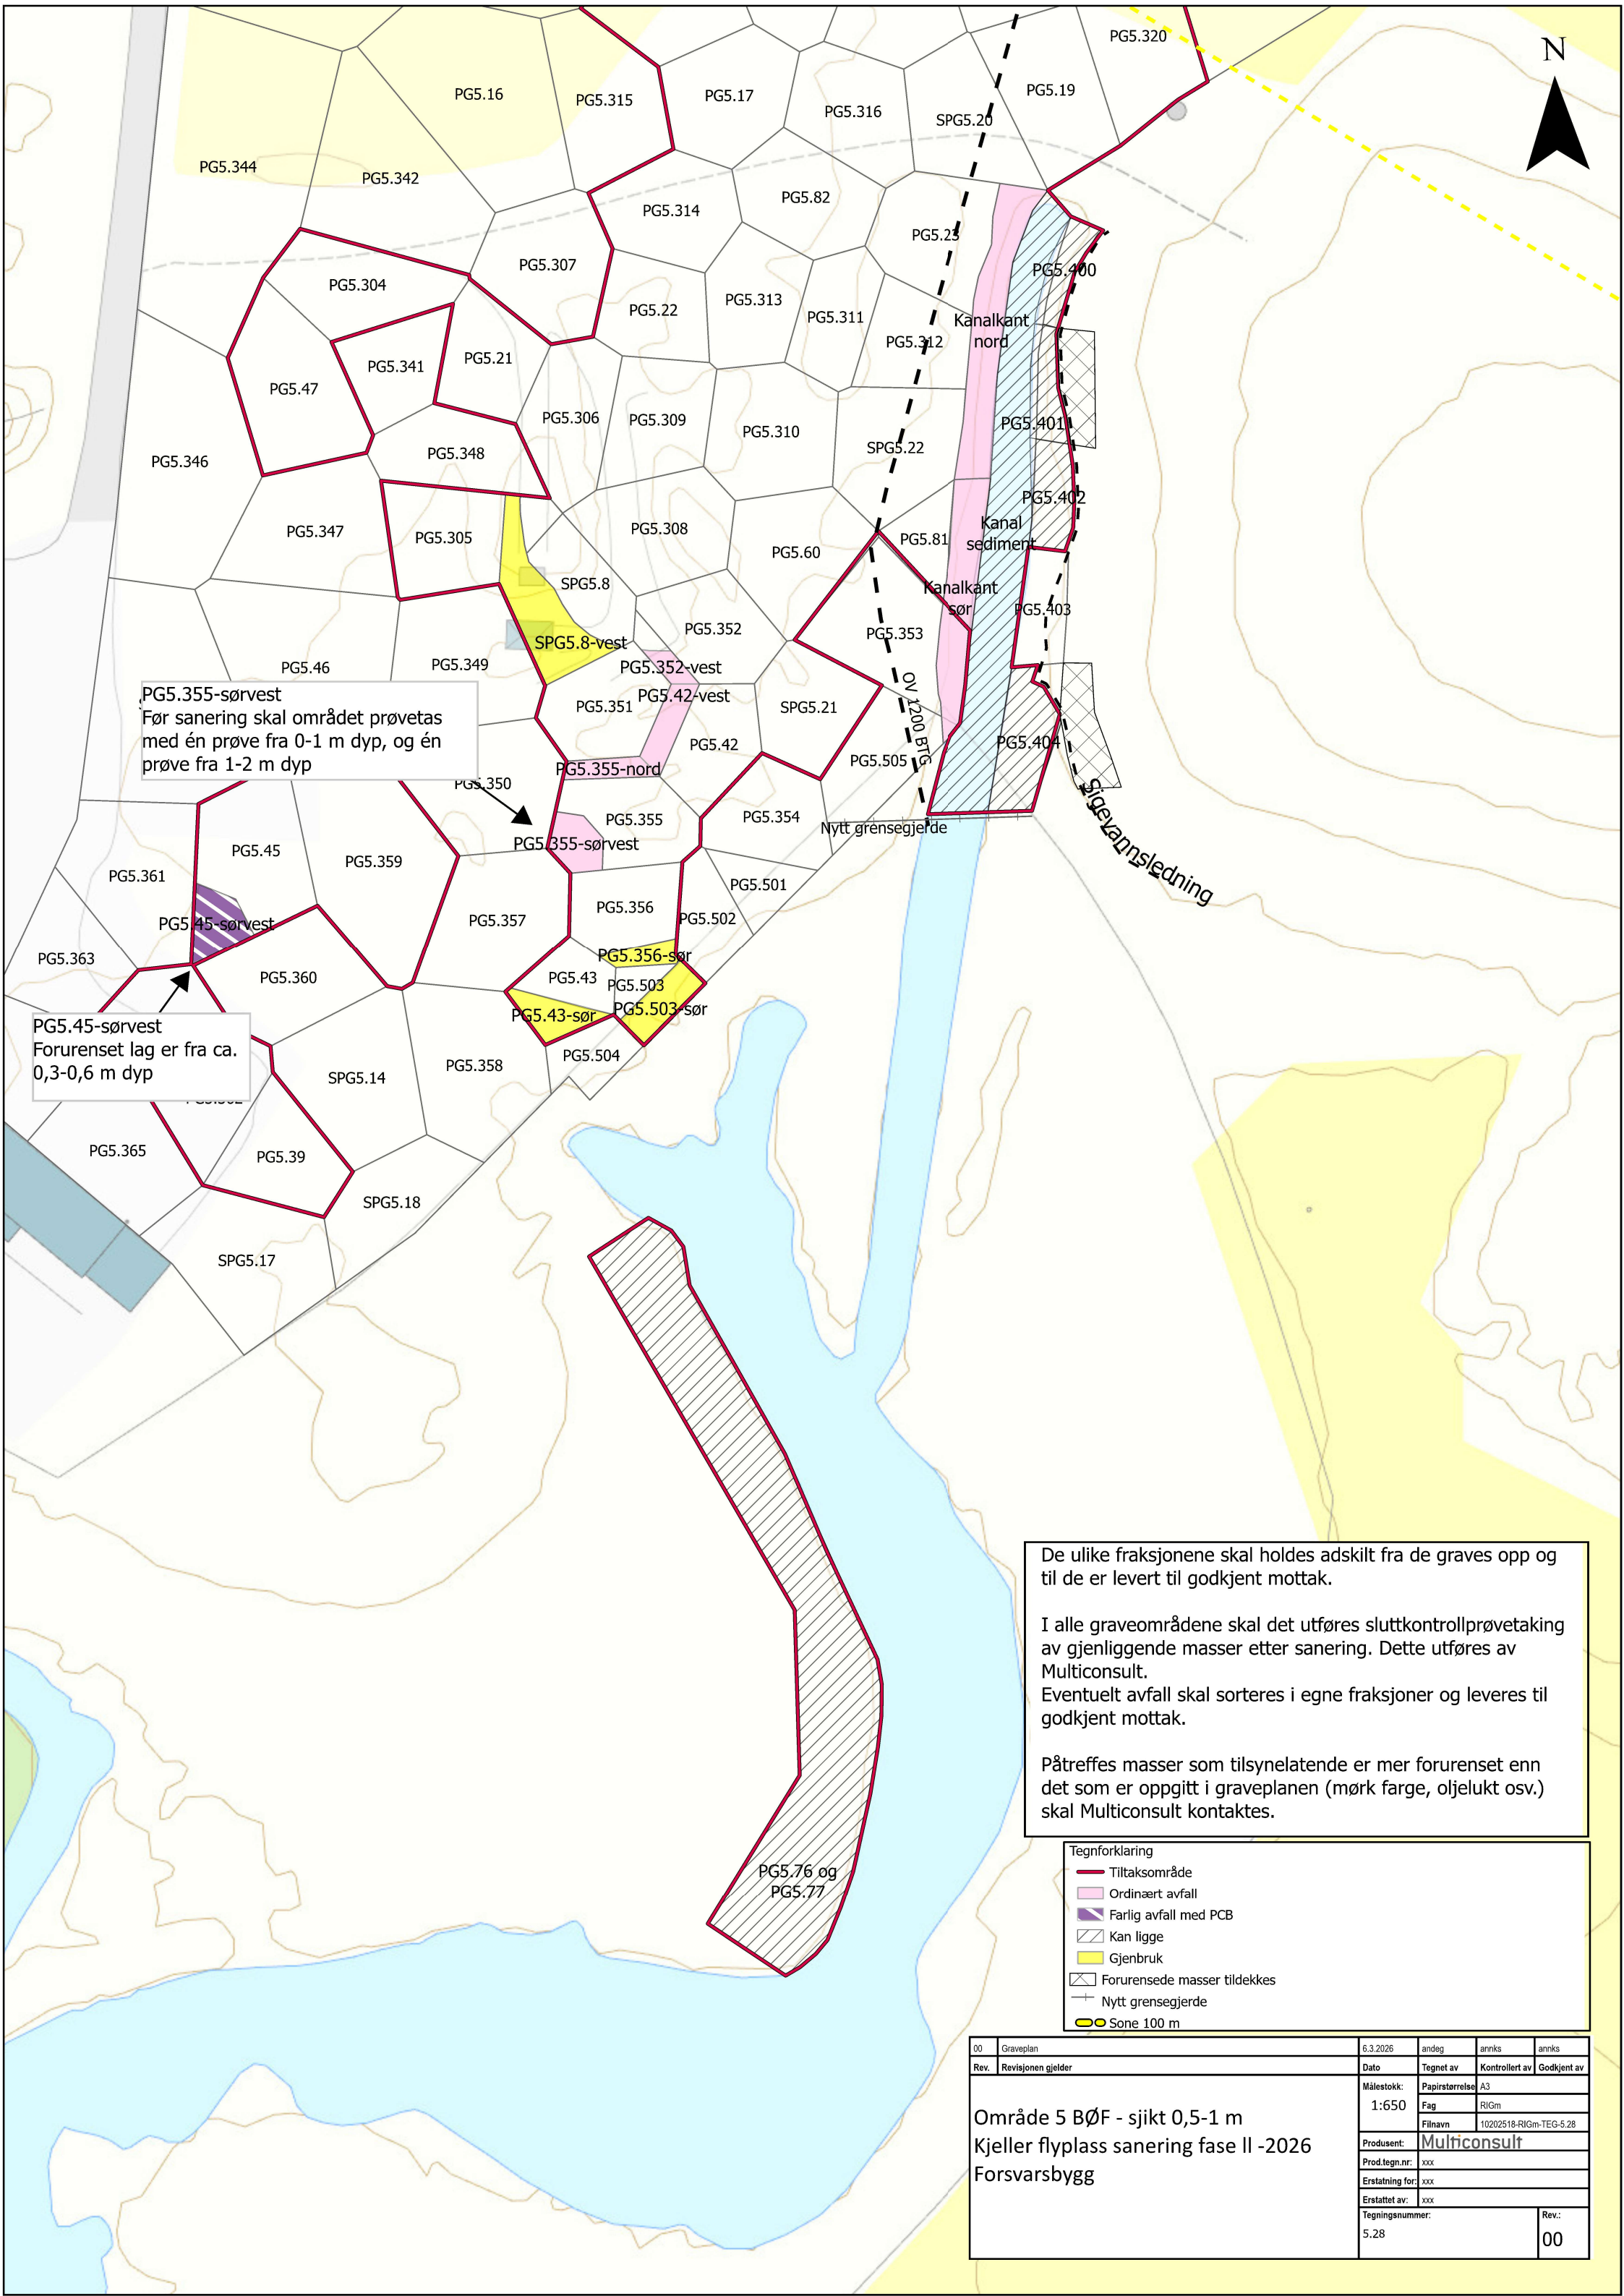 PG5.320
N
PG5.16
PG5.315
PG5.17
PG5.316
PG5.19
SPG5.20
PG5.344
PG5.342
PG5.314
PG5.82
PG5.23
PG5.307
PG5.304
PG5.22
PG5.313
PG5.311
PG5.312
PG5.400
Kanalkant
nord
PG5.21
PG5.341
PG5.47
PG5.306
PG5.309
PG5.310
SPG5.22
PG5.401
PG5.346
PG5.348
PG5.402
PG5.347
PG5.305
PG5.308
PG5.60
PG5.81
Kanal
sediment
SPG5.8
Kanalkant
sør
PG5.403
SPG5.8-vest
PG5.352
PG5.353
PG5.46
PG5.349
PG5.352-vest
PG5.42-vest
PG5.351
SPG5.21
OV 1200 BTG
PG5.355-sørvest
Før sanering skal området prøvetas
med én prøve fra 0-1 m dyp, og én
prøve fra 1-2 m dyp
PG5.42
PG5.404
PG5.505
PG5.355-nord
PG5.350
Sigevannsledning
PG5.355
PG5.354
Nytt grensegjerde
PG5.355-sørvest
PG5.45
PG5.359
PG5.361
PG5.501
PG5.356
PG5.502
PG5.357
PG5.45-sørvest
PG5.363
PG5.356-sør
PG5.360
PG5.43
PG5.503
PG5.43-sør
PG5.503-sør
PG5.45-sørvest
Forurenset lag er fra ca.
0,3-0,6 m dyp
PG5.504
PG5.358
SPG5.14
PG5.365
PG5.39
SPG5.18
SPG5.17
De ulike fraksjonene skal holdes adskilt fra de graves opp og
til de er levert til godkjent mottak.
I alle graveområdene skal det utføres sluttkontrollprøvetaking
av gjenliggende masser etter sanering. Dette utføres av
Multiconsult.
Eventuelt avfall skal sorteres i egne fraksjoner og leveres til
godkjent mottak.
Påtreffes masser som tilsynelatende er mer forurenset enn
det som er oppgitt i graveplanen (mørk farge, oljelukt osv.)
skal Multiconsult kontaktes.
PG5.76 og
PG5.77
Tegnforklaring
Tiltaksområde
Ordinært avfall
Farlig avfall med PCB
Kan ligge
Gjenbruk
Forurensede masser tildekkes
Nytt grensegjerde
Sone 100 m
00 Graveplan 6.3.2026 andeg annks annks
Rev. Revisjonen gjelder Dato Tegnet av Kontrollert av Godkjent av
Område 5 BØF - sjikt 0,5-1 m
Kjeller flyplass sanering fase ll -2026
Forsvarsbygg
Målestokk: Papirstørrelse A3
1:650 Fag RIGm
Filnavn 10202518-RIGm-TEG-5.28
Produsent: Multiconsult
Prod.tegn.nr: xxx
Erstatning for: xxx
Erstattet av: xxx
Tegningsnummer: Rev.:
5.28 00